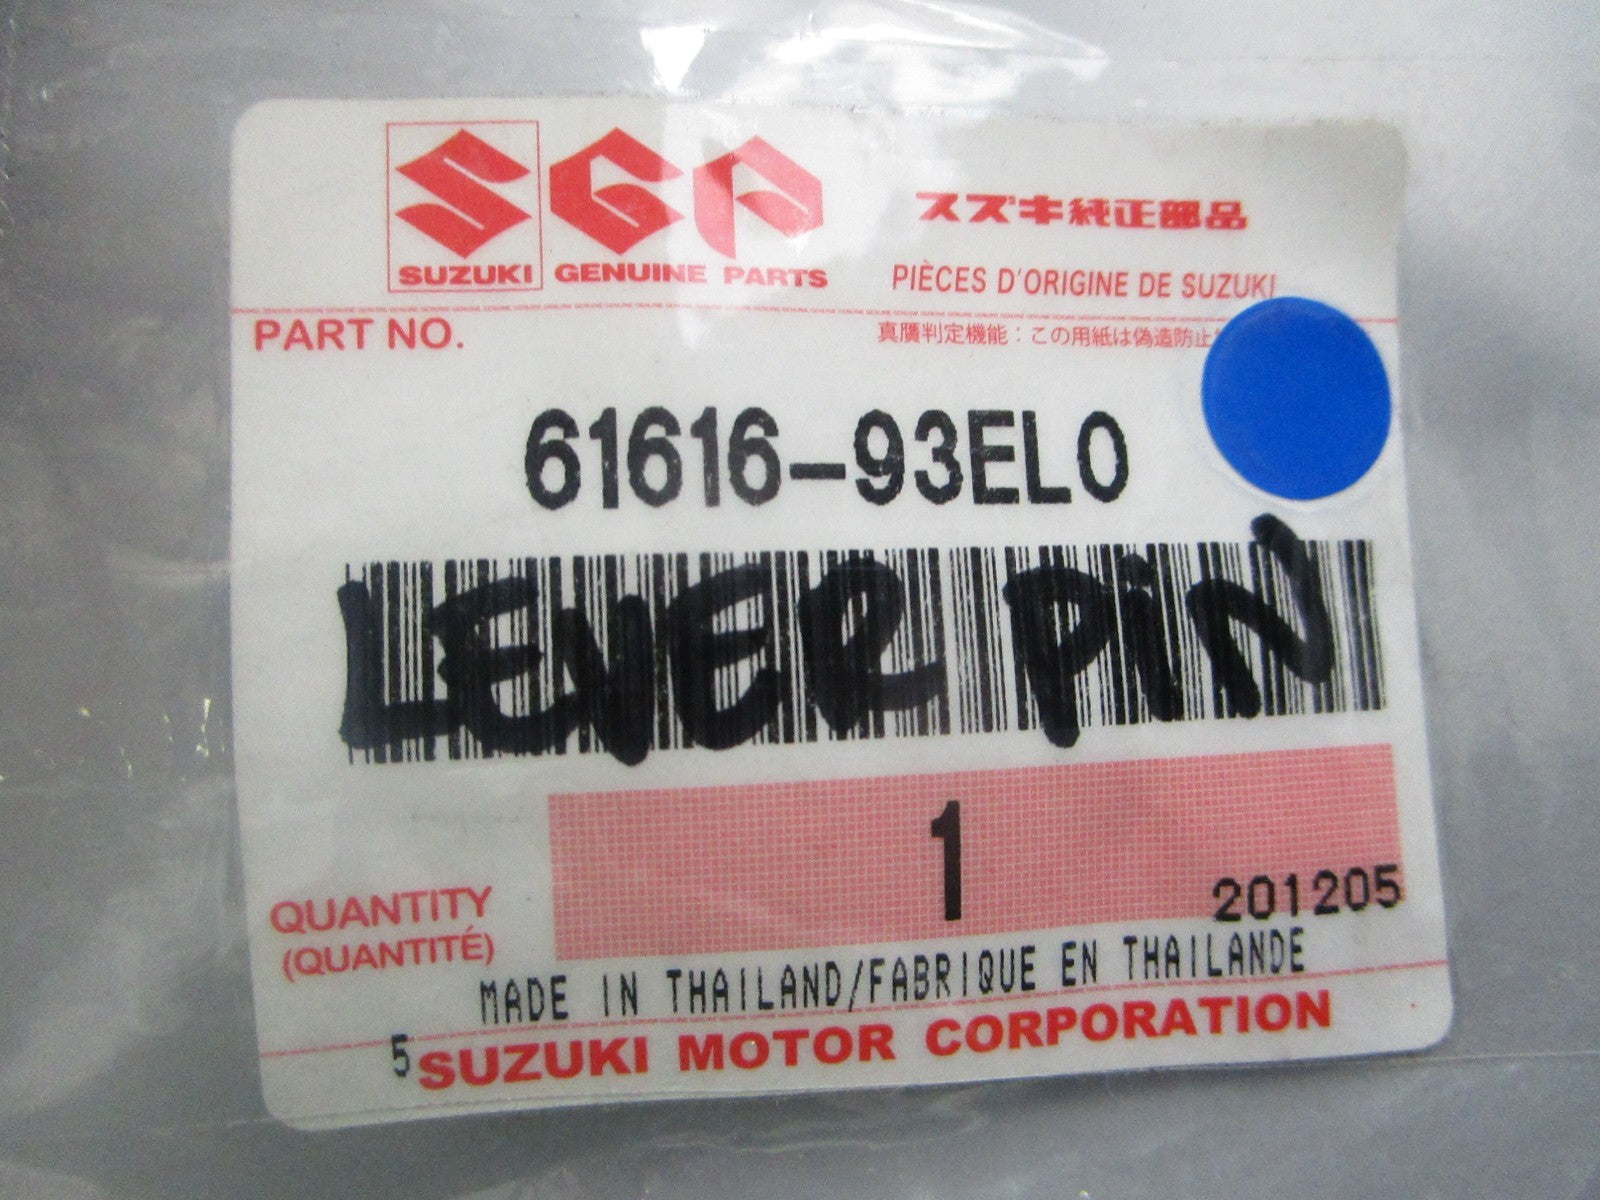 SUZUKI GENUINE PARTS
スズキ純正部品
PIÈCES D'ORIGINE DE SUZUKI
PART NO.
真贋判定機能：この用紙は偽造防止
61616-93EL0
LEVER PiN
1
201205
QUANTITY
(QUANTITÉ)
MADE IN THAILAND/FABRIQUE EN THAILANDE
5
SUZUKI MOTOR CORPORATION